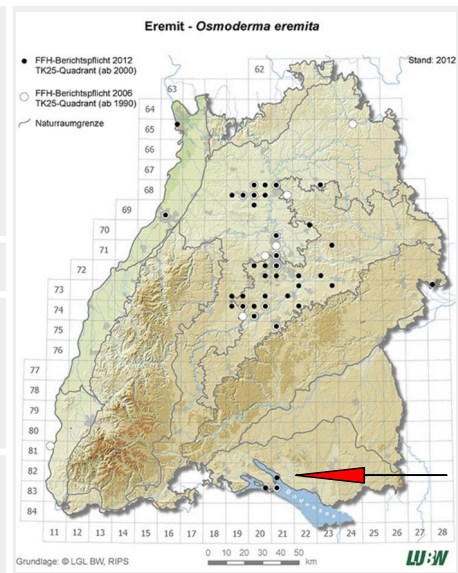 Eremit - Osmoderma eremita
FFH-Berichtspflicht 2012
TK25-Quadrant (ab 2000)
FFH-Berichtspflicht 2006
TK25-Quadrant (ab 1990)
Naturraumgrenze
Stand: 2012
62
63
64
65
66
67
68
69
70
71
72
73
74
75
76
77
78
79
80
81
82
83
84
Bodensee
11 12 13 14 15 16 17 18 19 20 21 22 23 24 25 26 27 28
Grundlage: © LGL BW, RIPS
0 10 20 30 40 50
km
LUBW